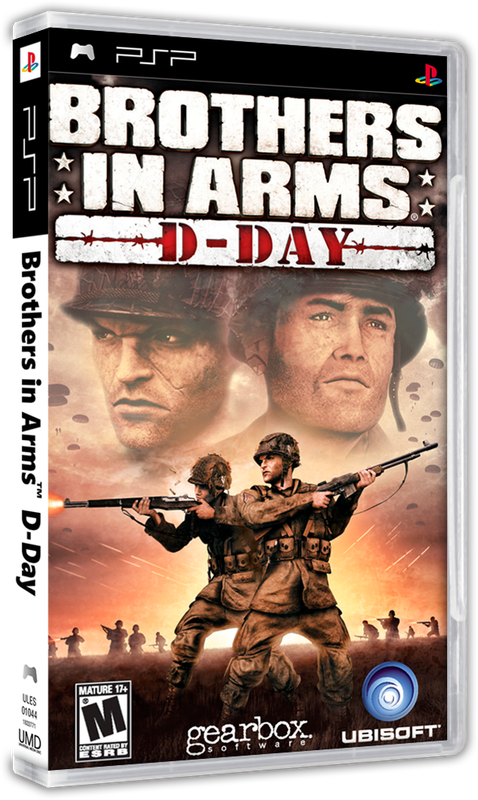 PSP
BROTHERS
IN ARMS®
D-DAY
MATURE 17+
M
CONTENT RATED BY
ESRB
gearbox.
software
UBISOFT™
PSP
Brothers in Arms™ D-Day
ULES
01044
UMD